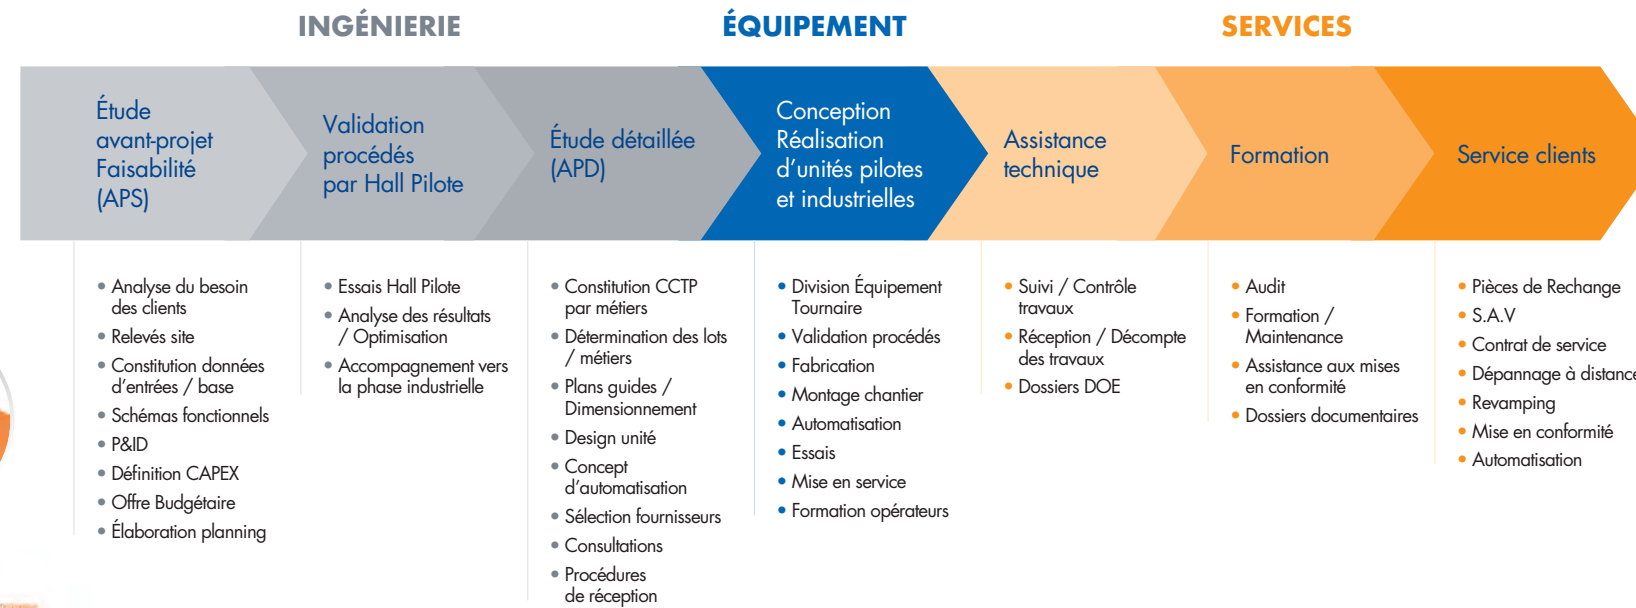 INGÉNIERIE
ÉQUIPEMENT
SERVICES
Étude
avant-projet
Faisabilité
(APS)
Validation
procédés
par Hall Pilote
Étude détaillée
(APD)
Conception
Réalisation
d'unités pilotes
et industrielles
Assistance
technique
Formation
Service clients
• Analyse du besoin
des clients
• Relevés site
• Constitution données
d'entrées / base
• Schémas fonctionnels
• P&ID
• Définition CAPEX
• Offre Budgétaire
• Élaboration planning
• Essais Hall Pilote
• Analyse des résultats
/ Optimisation
• Accompagnement vers
la phase industrielle
• Constitution CCTP
par métiers
• Détermination des lots
/ métiers
• Plans guides /
Dimensionnement
• Design unité
• Concept
d'automatisation
• Sélection fournisseurs
• Consultations
• Procédures
de réception
• Division Équipement
Tournaire
• Validation procédés
• Fabrication
• Montage chantier
• Automatisation
• Essais
• Mise en service
• Formation opérateurs
• Suivi / Contrôle
travaux
• Réception / Décompte
des travaux
• Dossiers DOE
• Audit
• Formation /
Maintenance
• Assistance aux mises
en conformité
• Dossiers documentaires
• Pièces de Rechange
• S.A.V
• Contrat de service
• Dépannage à distance
• Revamping
• Mise en conformité
• Automatisation